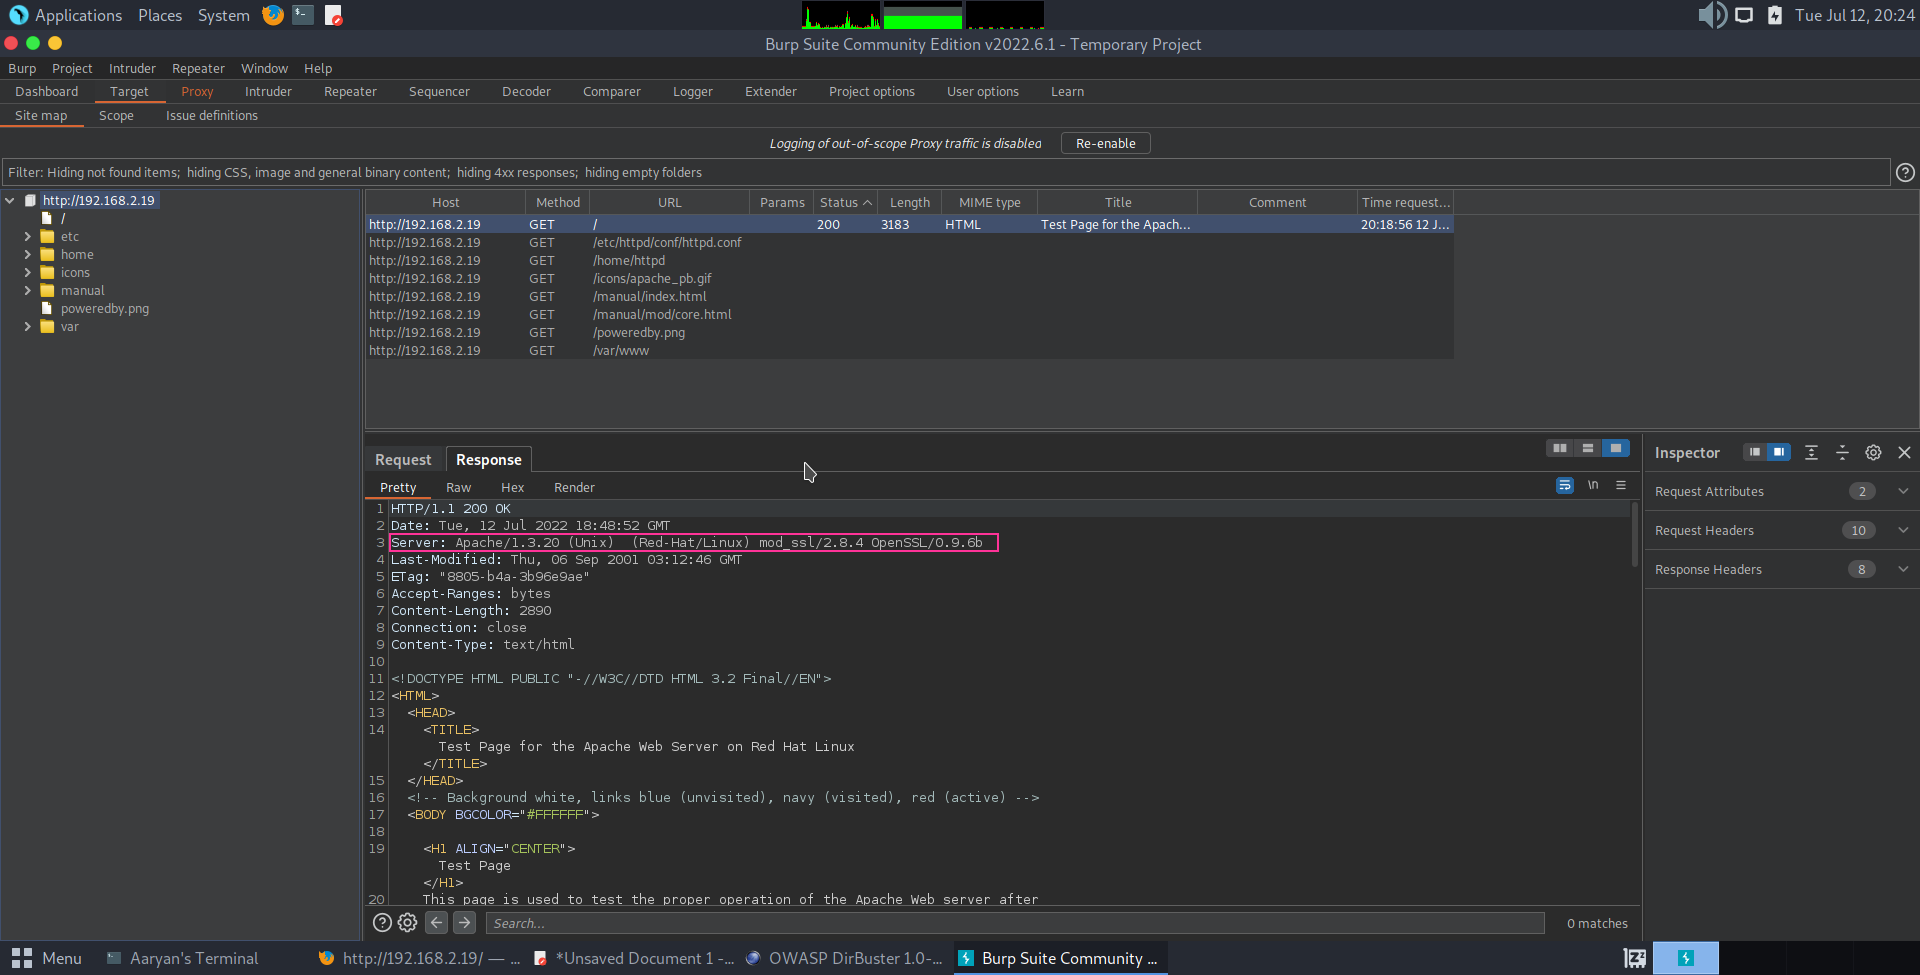 Applications Places System Tue Jul 12, 20:24
Burp Suite Community Edition v2022.6.1 - Temporary Project
Burp Project Intruder Repeater Window Help
Dashboard Target Proxy Intruder Repeater Sequencer Decoder Comparer Logger Extender Project options User options Learn
Site map Scope Issue definitions
Logging of out-of-scope Proxy traffic is disabled Re-enable
Filter: Hiding not found items; hiding CSS, image and general binary content; hiding 4xx responses; hiding empty folders ?
http://192.168.2.19
/
etc
home
icons
manual
poweredby.png
var
Host Method URL Params Status Length MIME type Title Comment Time request...
http://192.168.2.19 GET / 200 3183 HTML Test Page for the Apach... 20:18:56 12 J...
http://192.168.2.19 GET /etc/httpd/conf/httpd.conf
http://192.168.2.19 GET /home/httpd
http://192.168.2.19 GET /icons/apache_pb.gif
http://192.168.2.19 GET /manual/index.html
http://192.168.2.19 GET /manual/mod/core.html
http://192.168.2.19 GET /poweredby.png
http://192.168.2.19 GET /var/www
Request Response
Pretty Raw Hex Render \n
1 HTTP/1.1 200 OK
2 Date: Tue, 12 Jul 2022 18:48:52 GMT
3 Server: Apache/1.3.20 (Unix)  (Red-Hat/Linux) mod_ssl/2.8.4 OpenSSL/0.9.6b
4 Last-Modified: Thu, 06 Sep 2001 03:12:46 GMT
5 ETag: "8805-b4a-3b96e9ae"
6 Accept-Ranges: bytes
7 Content-Length: 2890
8 Connection: close
9 Content-Type: text/html
10
11 <!DOCTYPE HTML PUBLIC "-//W3C//DTD HTML 3.2 Final//EN">
12 <HTML>
13 <HEAD>
14 <TITLE>
Test Page for the Apache Web Server on Red Hat Linux
</TITLE>
15 </HEAD>
16 <!-- Background white, links blue (unvisited), navy (visited), red (active) -->
17 <BODY BGCOLOR="#FFFFFF">
18
19 <H1 ALIGN="CENTER">
Test Page
</H1>
20 This page is used to test the proper operation of the Apache Web server after
? Search... 0 matches
Inspector
Request Attributes 2
Request Headers 10
Response Headers 8
Menu Aaryan's Terminal http://192.168.2.19/ — ... *Unsaved Document 1 -... OWASP DirBuster 1.0-... Burp Suite Community ...